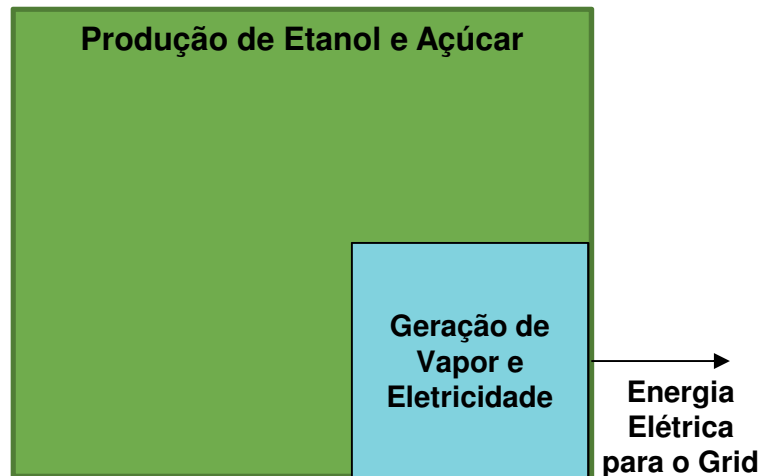 Produção de Etanol e Açúcar
Geração de
Vapor e
Eletricidade
Energia
Elétrica
para o Grid